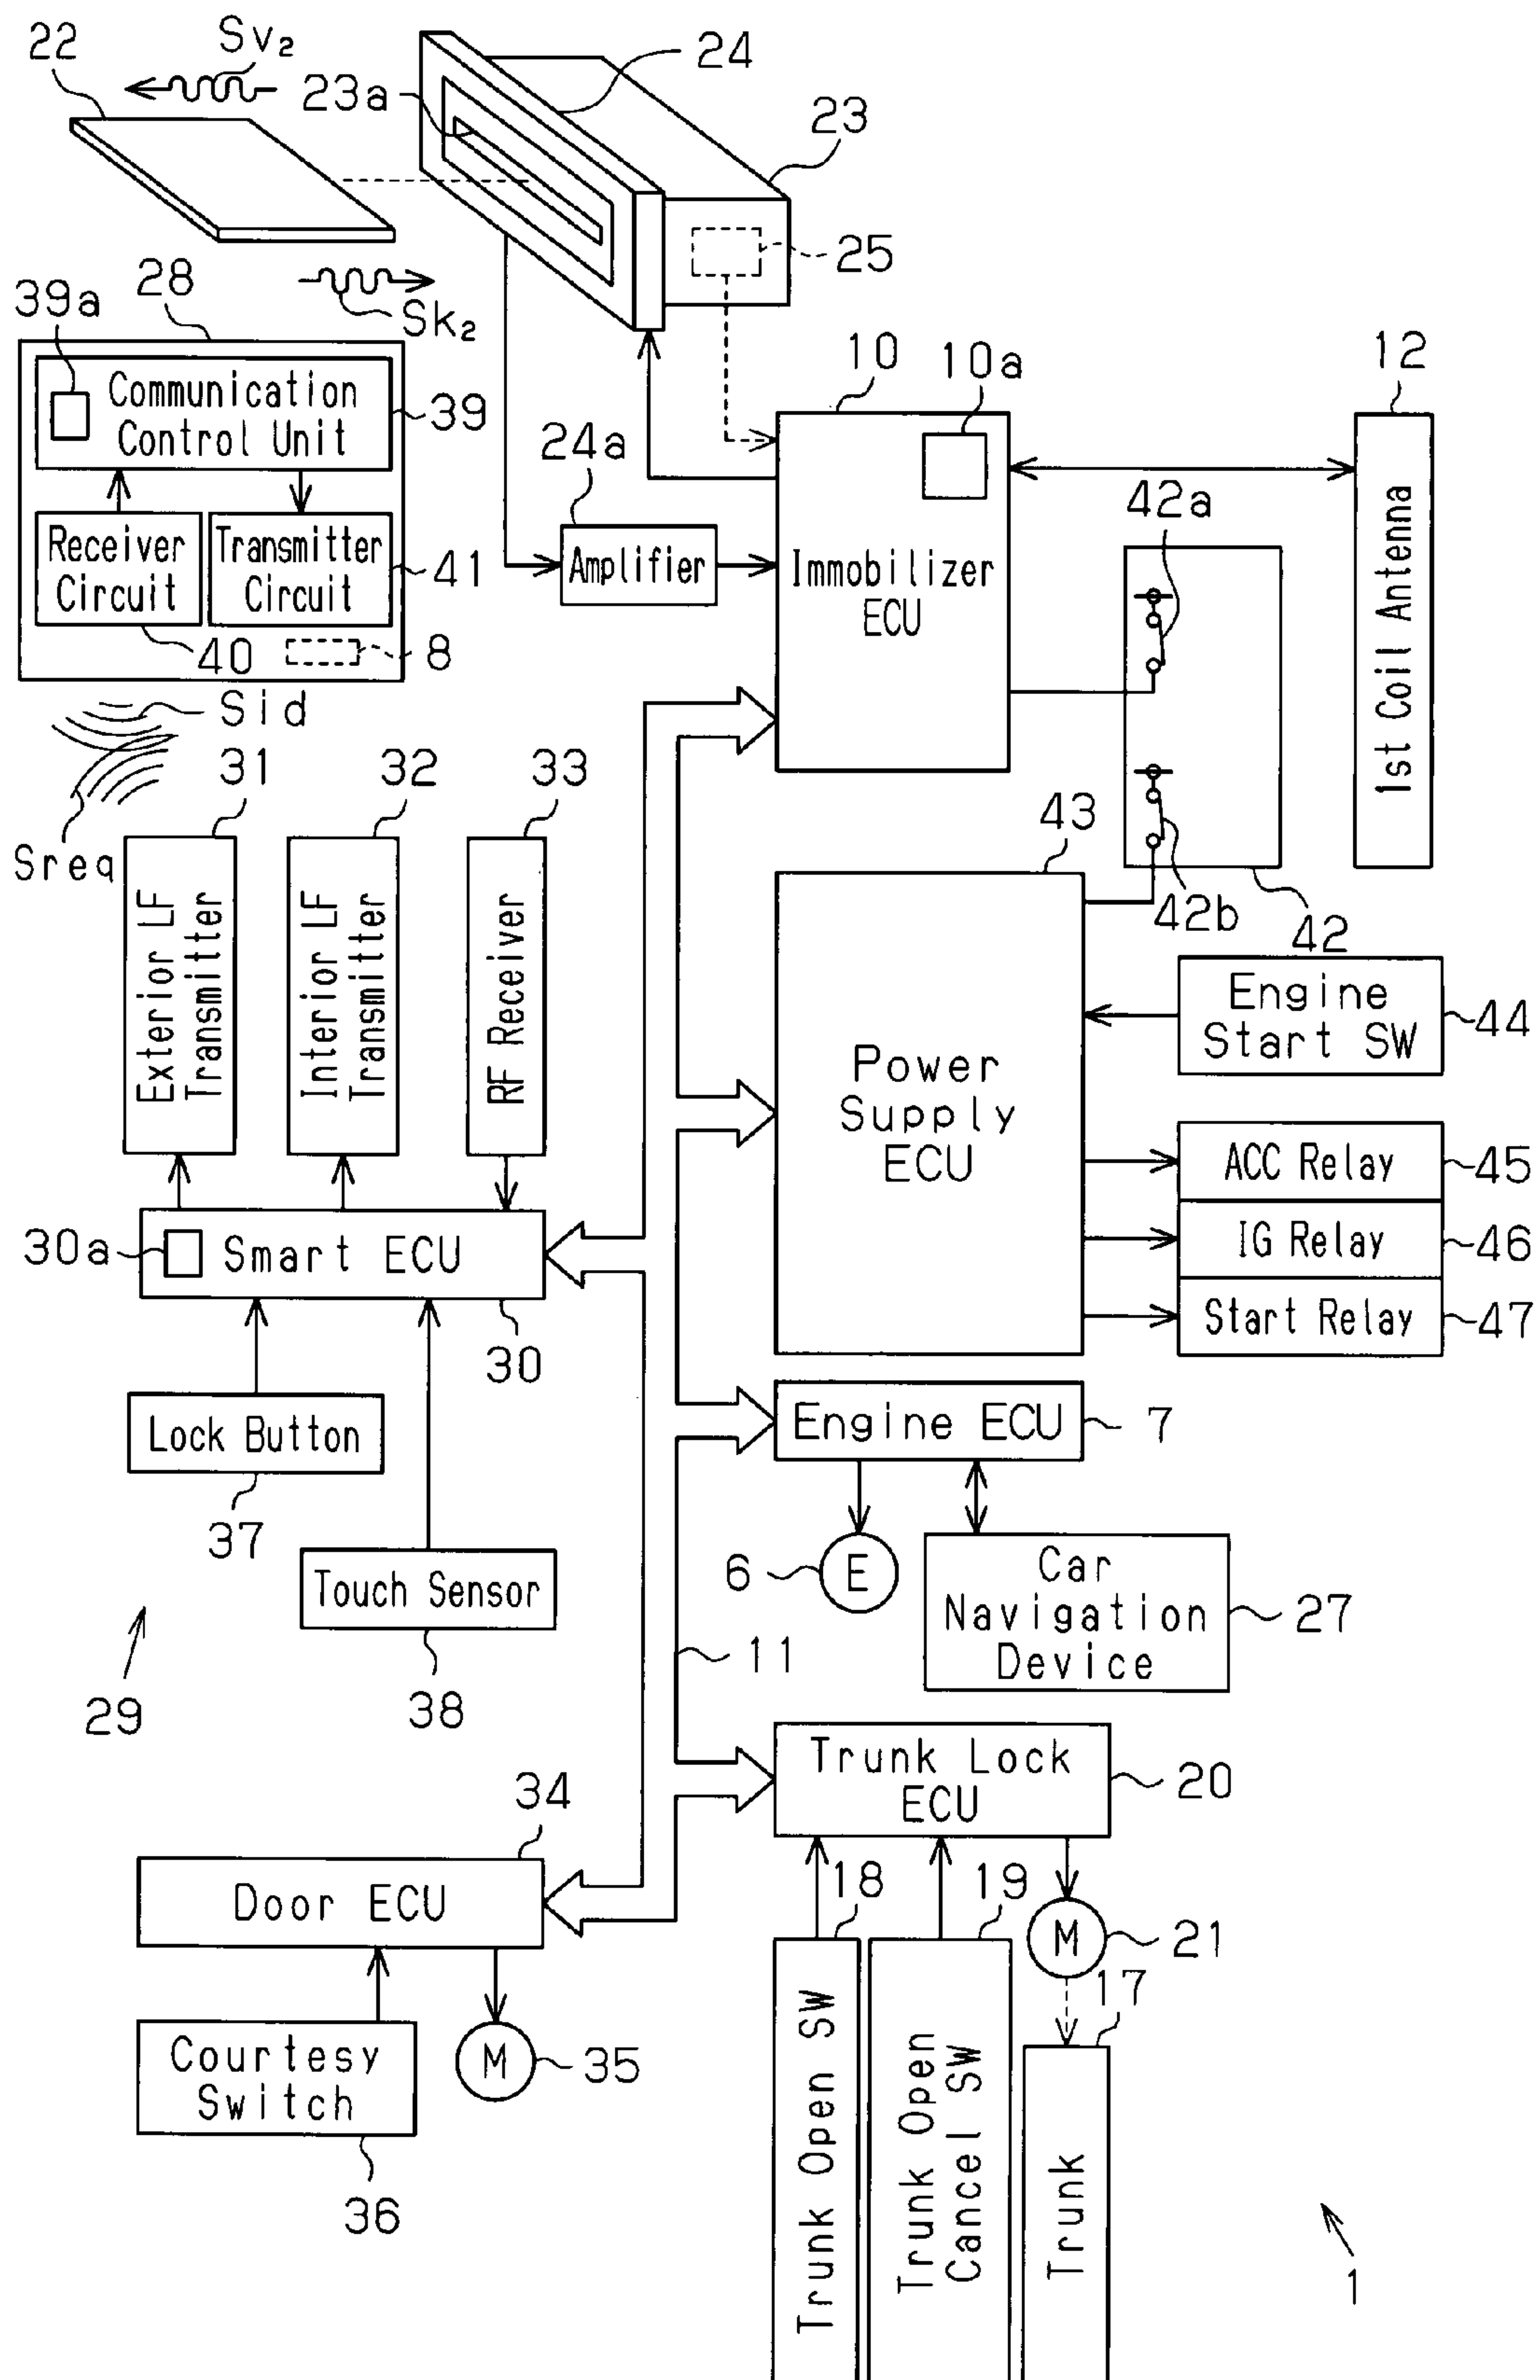 22
Sv2
23a
24
23
25
Sk2
28
39a
Communication
Control Unit
39
Receiver
Circuit
Transmitter
Circuit
41
40
8
Sid
Sreq
24a
Amplifier
10
10a
Immobilizer
ECU
12
1st Coil Antenna
42a
42b
42
31
32
33
Exterior LF
Transmitter
Interior LF
Transmitter
RF Receiver
43
Power
Supply
ECU
Engine
Start SW
44
ACC Relay
45
IG Relay
46
Start Relay
47
30a
Smart ECU
30
Lock Button
37
Touch Sensor
38
29
Engine ECU
7
6
E
Car
Navigation
Device
27
11
Trunk Lock
ECU
20
34
Door ECU
18
19
M
21
17
Courtesy
Switch
36
M
35
Trunk Open SW
Trunk Open
Cancel SW
Trunk
1